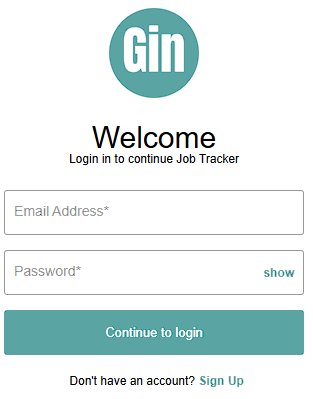 Gin
Welcome
Login in to continue Job Tracker
Email Address*
Password* show
Continue to login
Don't have an account? Sign Up